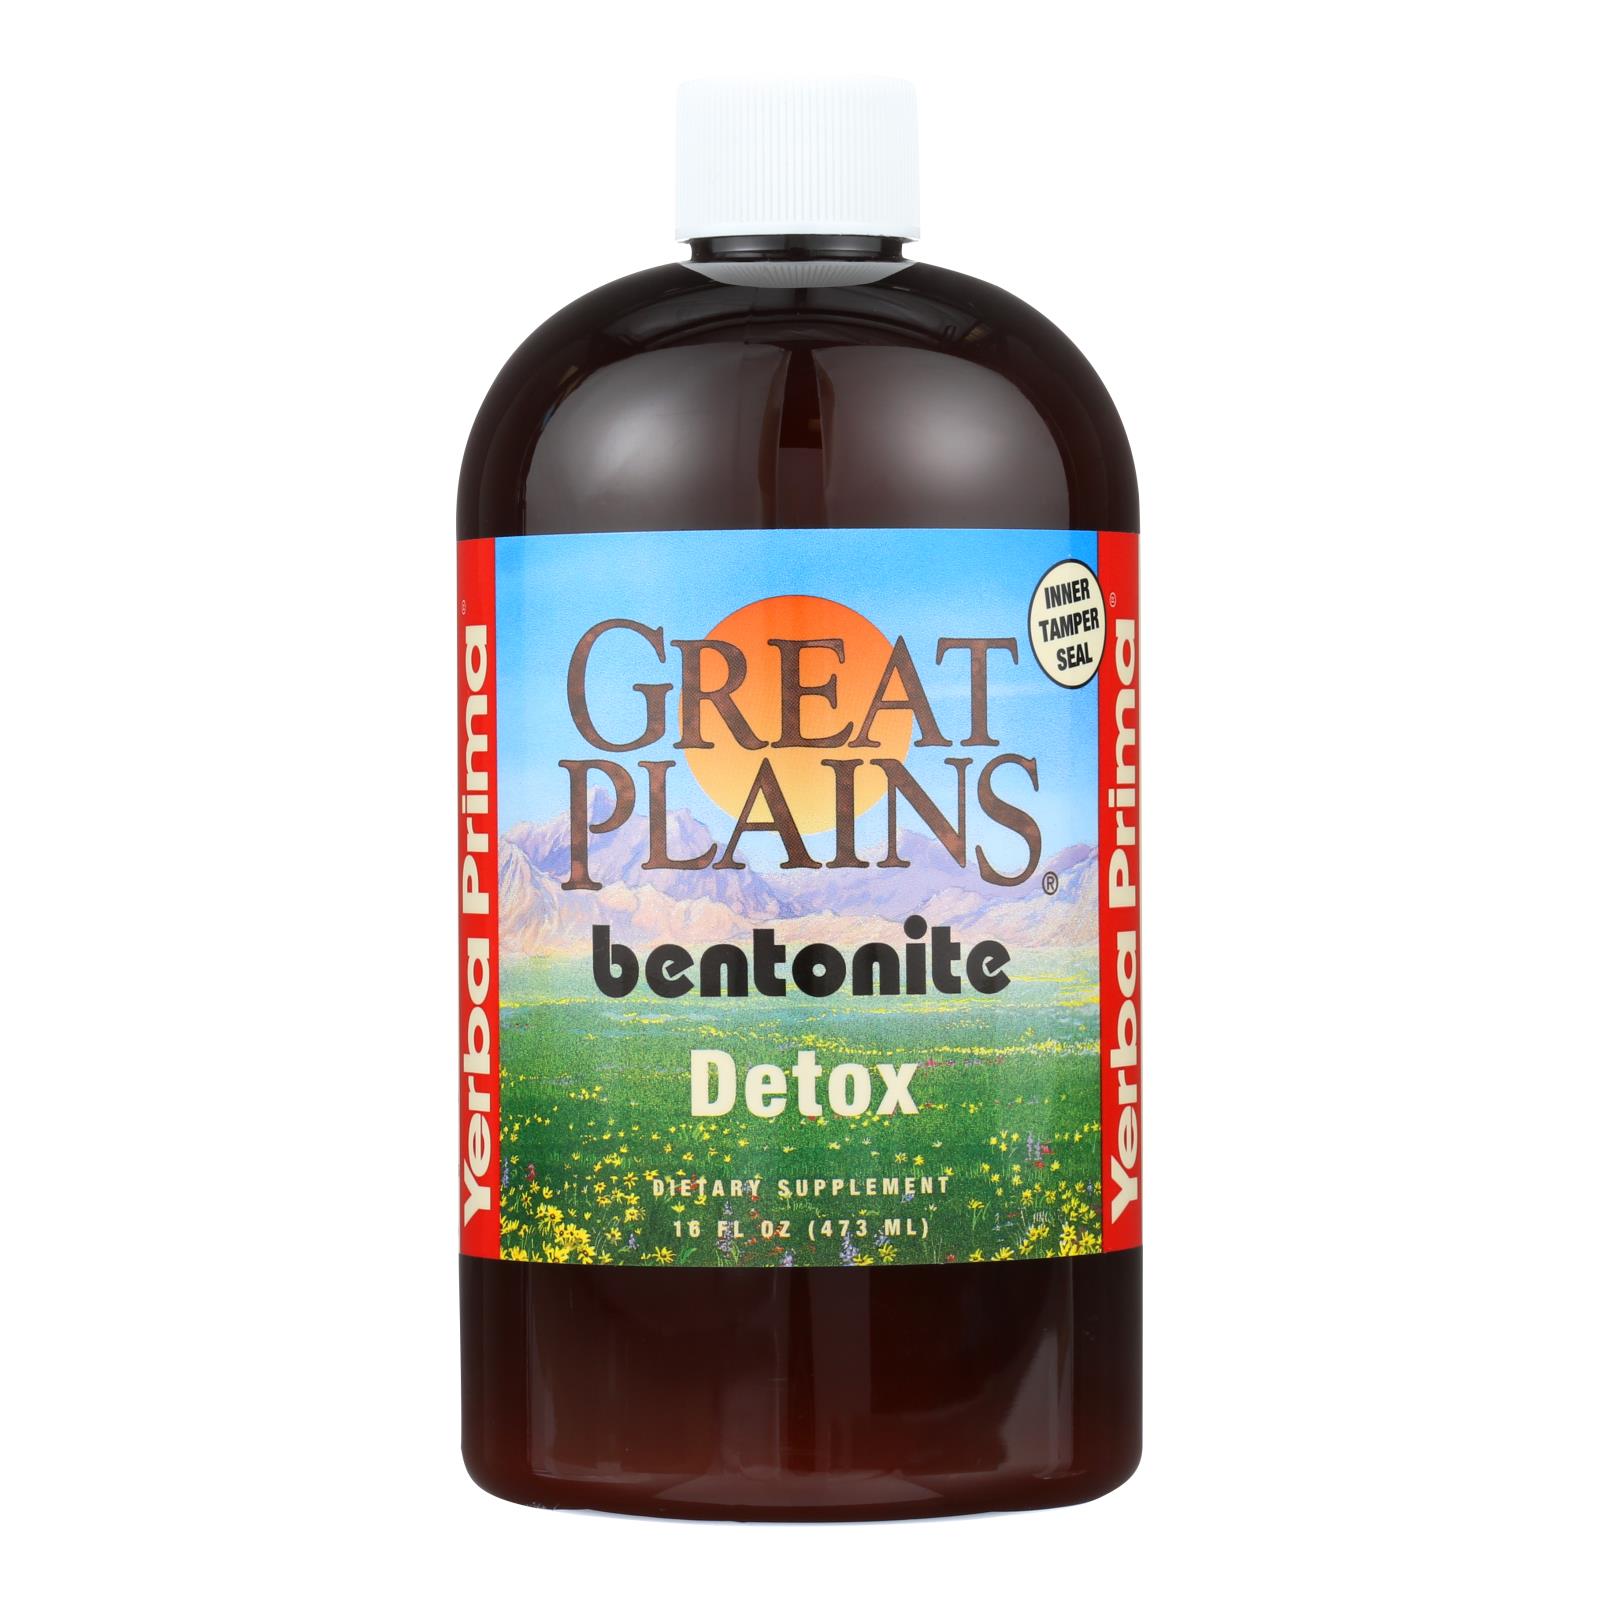 INNER
TAMPER
SEAL
GREAT
PLAINS®
bentonite
Detox
DIETARY SUPPLEMENT
16 FL OZ (473 ML)
Yerba Prima®
Yerba Prima®